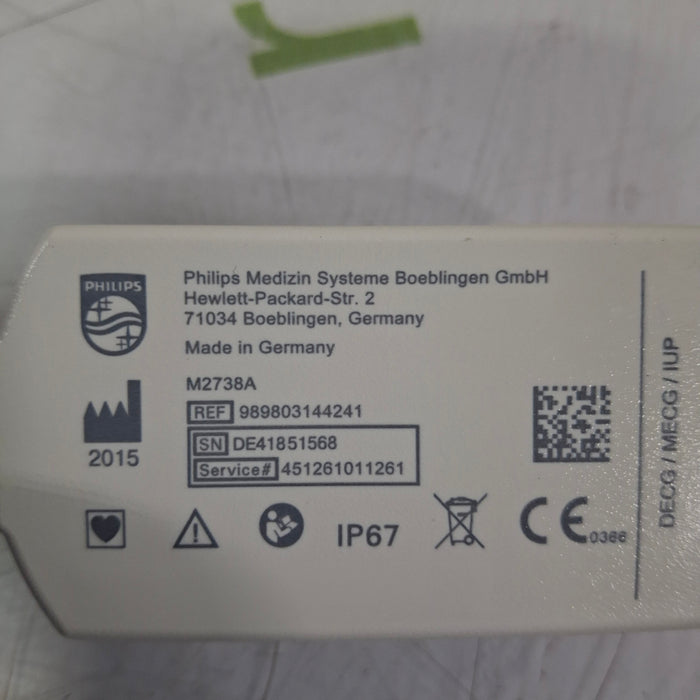 PHILIPS
Philips Medizin Systeme Boeblingen GmbH
Hewlett-Packard-Str. 2
71034 Boeblingen, Germany
Made in Germany
M2738A
REF 989803144241
SN DE41851568
Service# 451261011261
2015
IP67
CE 0366
DECG / MECG / IUP